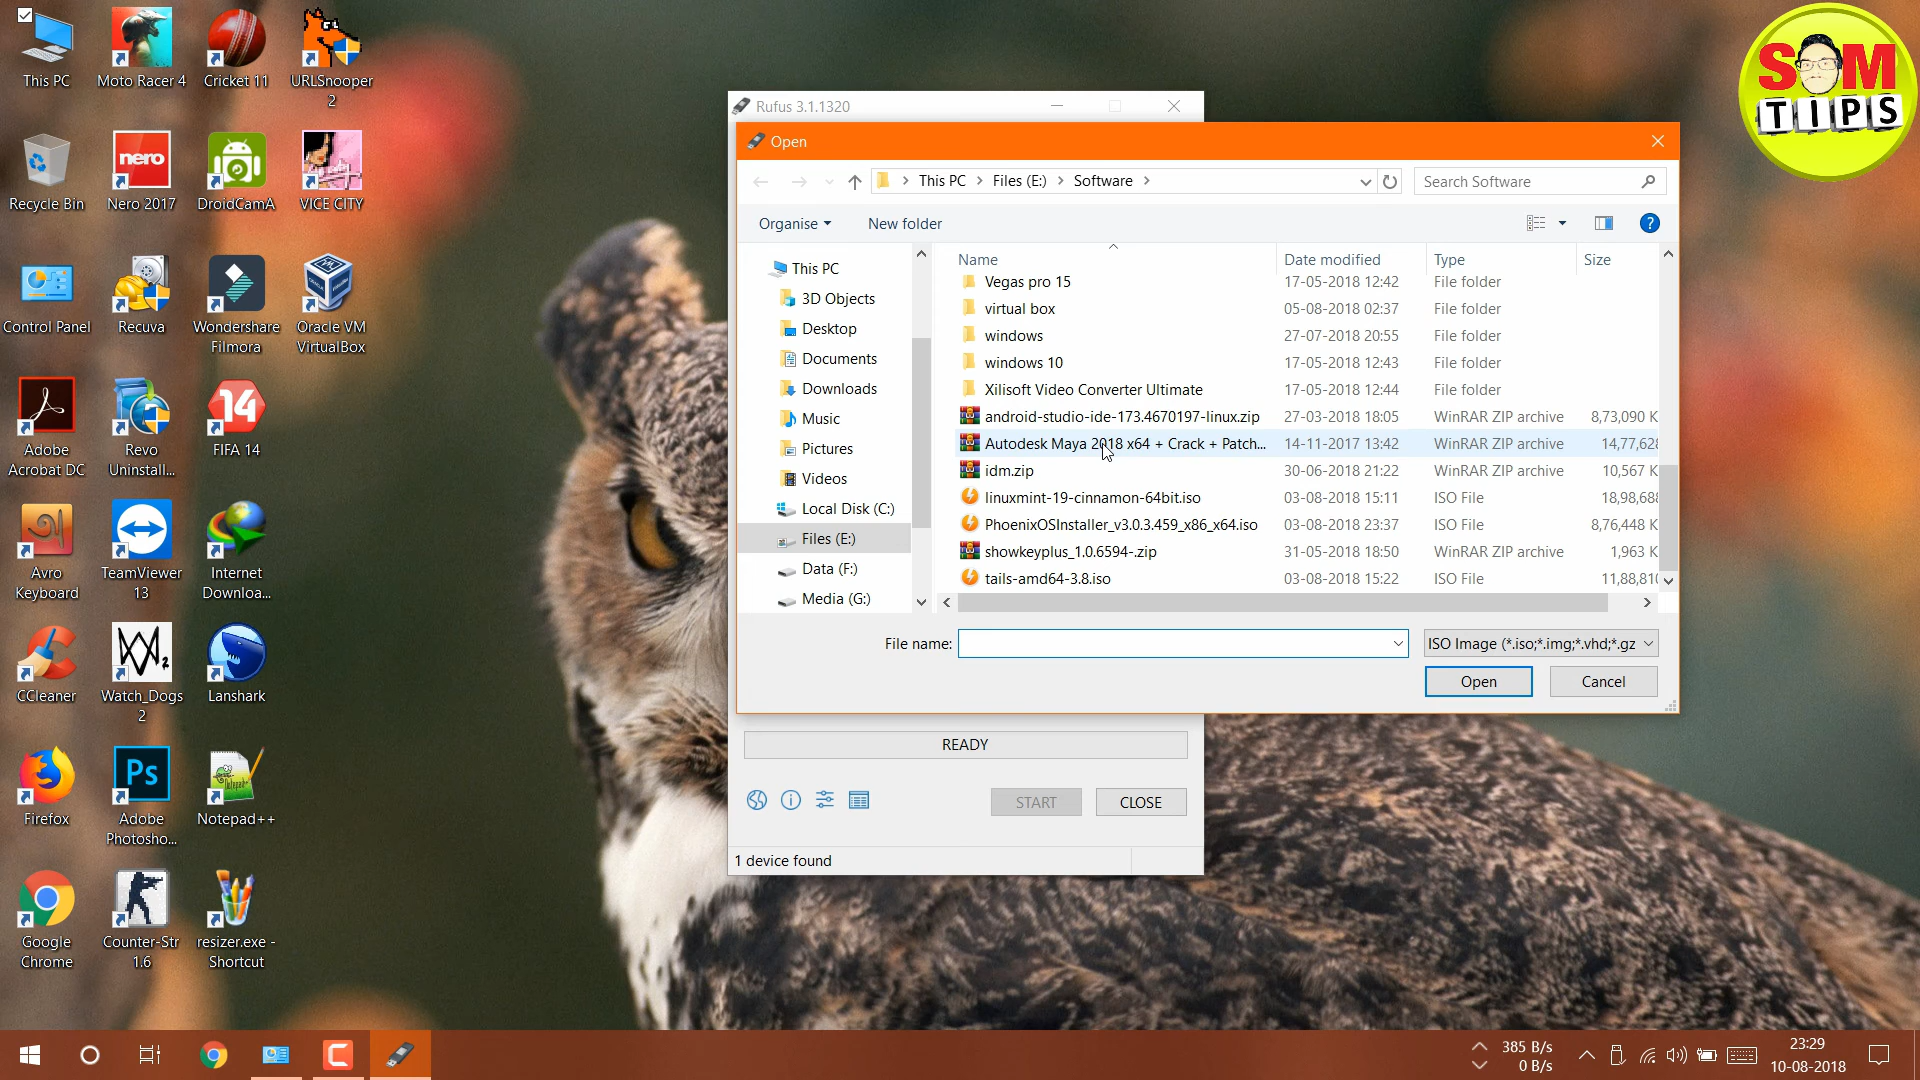 This PC
Moto Racer 4
Cricket 11
URLSnooper
2
Recycle Bin
nero
Nero 2017
DroidCamA
VICE CITY
Control Panel
Recuva
Wondershare
Filmora
Oracle VM
VirtualBox
Adobe
Acrobat DC
Revo
Uninstall...
14
FIFA 14
অ
Avro
Keyboard
TeamViewer
13
Internet
Downloa...
CCleaner
2
Watch_Dogs
2
Lanshark
Firefox
Ps
Adobe
Photosho...
Notepad++
Google
Chrome
Counter-Str
1.6
resizer.exe -
Shortcut
SOM
TIPS
Rufus 3.1.1320
Open
This PC
Files (E:)
Software
Search Software
Organise
New folder
?
This PC
3D Objects
Desktop
Documents
Downloads
Music
Pictures
Videos
Local Disk (C:)
Files (E:)
Data (F:)
Media (G:)
Name Date modified Type Size
Vegas pro 15 17-05-2018 12:42 File folder
virtual box 05-08-2018 02:37 File folder
windows 27-07-2018 20:55 File folder
windows 10 17-05-2018 12:43 File folder
Xilisoft Video Converter Ultimate 17-05-2018 12:44 File folder
android-studio-ide-173.4670197-linux.zip 27-03-2018 18:05 WinRAR ZIP archive 8,73,090 K
Autodesk Maya 2018 x64 + Crack + Patch... 14-11-2017 13:42 WinRAR ZIP archive 14,77,628
idm.zip 30-06-2018 21:22 WinRAR ZIP archive 10,567 K
linuxmint-19-cinnamon-64bit.iso 03-08-2018 15:11 ISO File 18,98,688
PhoenixOSInstaller_v3.0.3.459_x86_x64.iso 03-08-2018 23:37 ISO File 8,76,448 K
showkeyplus_1.0.6594-.zip 31-05-2018 18:50 WinRAR ZIP archive 1,963 K
tails-amd64-3.8.iso 03-08-2018 15:22 ISO File 11,88,810
File name:
ISO Image (*.iso;*.img;*.vhd;*.gz
Open
Cancel
READY
START
CLOSE
1 device found
385 B/s
0 B/s
23:29
10-08-2018